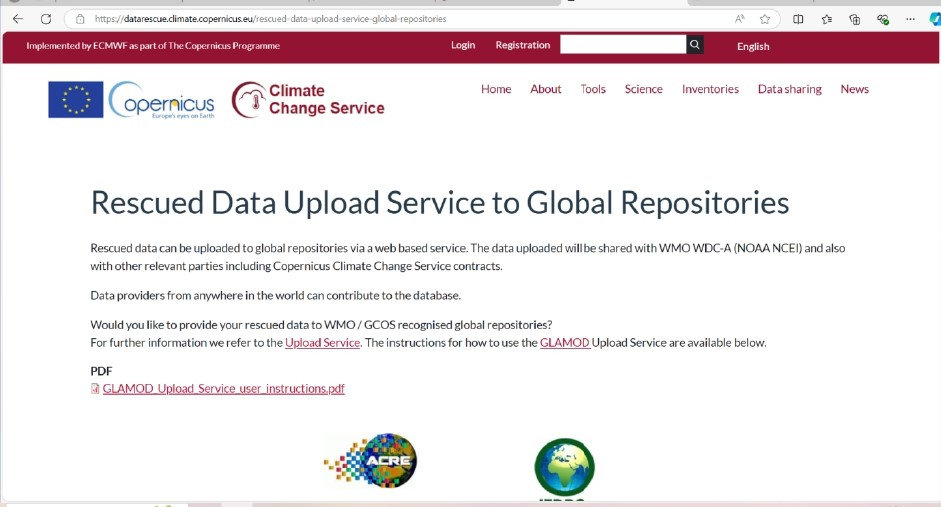 https://datarescue.climate.copernicus.eu/rescued-data-upload-service-global-repositories
Implemented by ECMWF as part of The Copernicus Programme
Login Registration English
Copernicus
Europe's eyes on Earth
Climate
Change Service
Home About Tools Science Inventories Data sharing News
Rescued Data Upload Service to Global Repositories
Rescued data can be uploaded to global repositories via a web based service. The data uploaded will be shared with WMO WDC-A (NOAA NCEI) and also
with other relevant parties including Copernicus Climate Change Service contracts.
Data providers from anywhere in the world can contribute to the database.
Would you like to provide your rescued data to WMO / GCOS recognised global repositories?
For further information we refer to the Upload Service. The instructions for how to use the GLAMOD Upload Service are available below.
PDF
GLAMOD_Upload_Service_user_instructions.pdf
ACRE